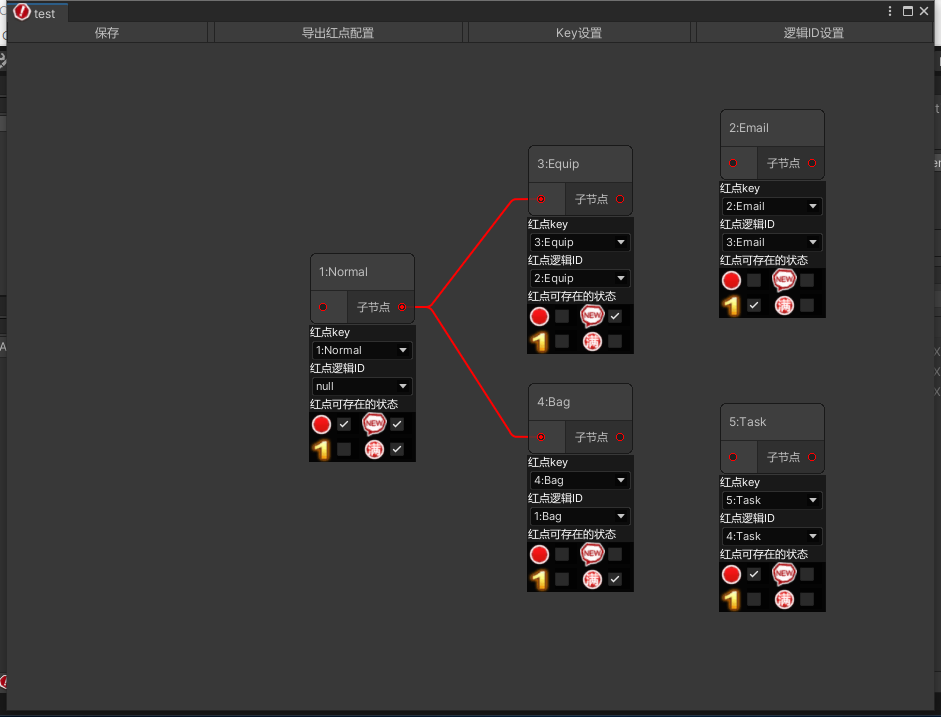 test
保存
导出红点配置
Key设置
逻辑ID设置
2:Email
子节点
红点key
2:Email
红点逻辑ID
3:Email
红点可存在的状态
NEW
1
满
3:Equip
子节点
红点key
3:Equip
红点逻辑ID
2:Equip
红点可存在的状态
NEW
1
满
1:Normal
子节点
红点key
1:Normal
红点逻辑ID
null
红点可存在的状态
NEW
1
满
4:Bag
子节点
红点key
4:Bag
红点逻辑ID
1:Bag
红点可存在的状态
NEW
1
满
5:Task
子节点
红点key
5:Task
红点逻辑ID
4:Task
红点可存在的状态
NEW
1
满